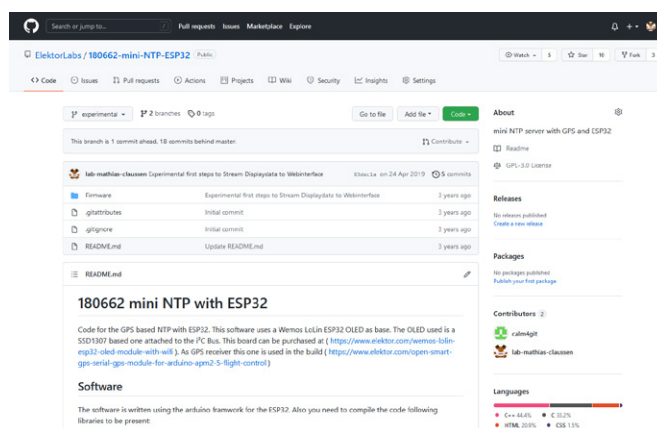 Search or jump to... /
Pull requests Issues Marketplace Explore
ElektorLabs / 180662-mini-NTP-ESP32 Public
Watch 3 Star 10 Fork 3
Code Issues Pull requests Actions Projects Wiki Security Insights Settings
experimental 2 branches 0 tags Go to file Add file Code
This branch is 1 commit ahead, 18 commits behind master. Contribute
lab-mathias-claussen Experimental first steps to Stream Displaydata to Webinterface on 24 Apr 2019 5 commits
Firmware Experimental first steps to Stream Displaydata to Webinterface 3 years ago
.gitattributes Initial commit 3 years ago
.gitignore Initial commit 3 years ago
README.md Update README.md 3 years ago
README.md
180662 mini NTP with ESP32
Code for the GPS based NTP with ESP32. This software uses a Wemos LoLin ESP32 OLED as base. The OLED used is a
SSD1307 based one attached to the I²C Bus. This board can be purchased at ( https://www.elektor.com/wemos-lolin-
esp32-oled-module-with-wifi ). As GPS receiver this one is used in the build ( https://www.elektor.com/open-smart-
gps-serial-gps-module-for-arduino-apm2-5-flight-control )
Software
The software is written using the arduino framwork for the ESP32. Also you need to compile the code following
libraries to be present:
About
mini NTP server with GPS and ESP32
Readme
GPL-3.0 License
Releases
No releases published
Create a new release
Packages
No packages published
Publish your first package
Contributors 2
calm4git
lab-mathias-claussen
Languages
C++ 44.4% C 33.2%
HTML 20.9% CSS 1.5%